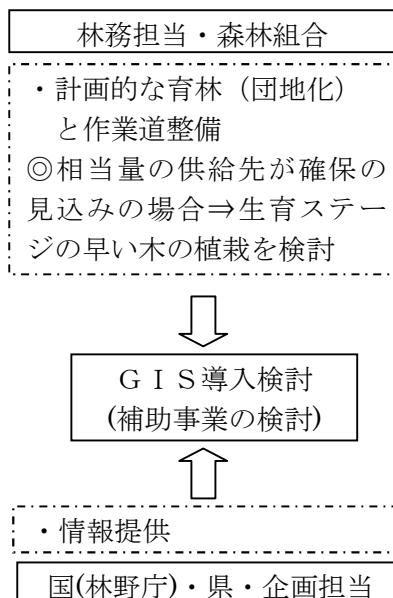 林務担当・森林組合
・計画的な育林（団地化）
と作業道整備
◎相当量の供給先が確保の
見込みの場合⇒生育ステー
ジの早い木の植栽を検討
ＧＩＳ導入検討
(補助事業の検討)
・情報提供
国(林野庁)・県・企画担当